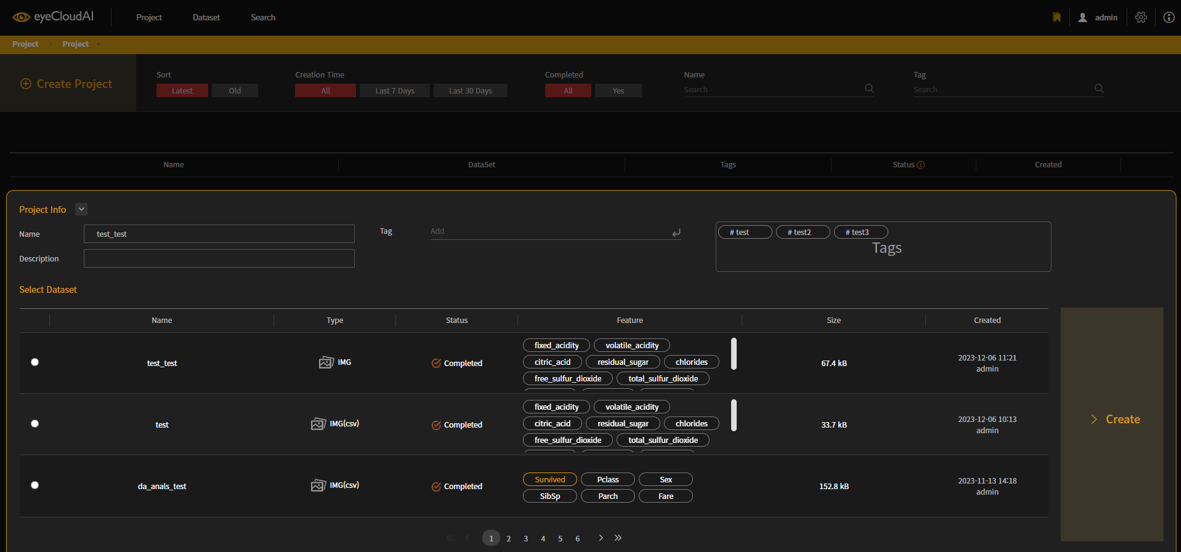 eyeCloudAI Project Dataset Search admin
Project Project
Create Project
Sort Creation Time Completed Name Tag
Latest Old All Last 7 Days Last 30 Days All Yes Search Search
Name DataSet Tags Status Created
Project Info
Name test_test Tag Add # test # test2 # test3
Tags
Description
Select Dataset
Name Type Status Feature Size Created
test_test IMG Completed fixed_acidity volatile_acidity citric_acid residual_sugar chlorides free_sulfur_dioxide total_sulfur_dioxide 67.4 kB 2023-12-06 11:21 admin
test IMG(csv) Completed fixed_acidity volatile_acidity citric_acid residual_sugar chlorides free_sulfur_dioxide total_sulfur_dioxide 33.7 kB 2023-12-06 10:13 admin
da_anals_test IMG(csv) Completed Survived Pclass Sex SibSp Parch Fare 152.8 kB 2023-11-13 14:18 admin
Create
1 2 3 4 5 6